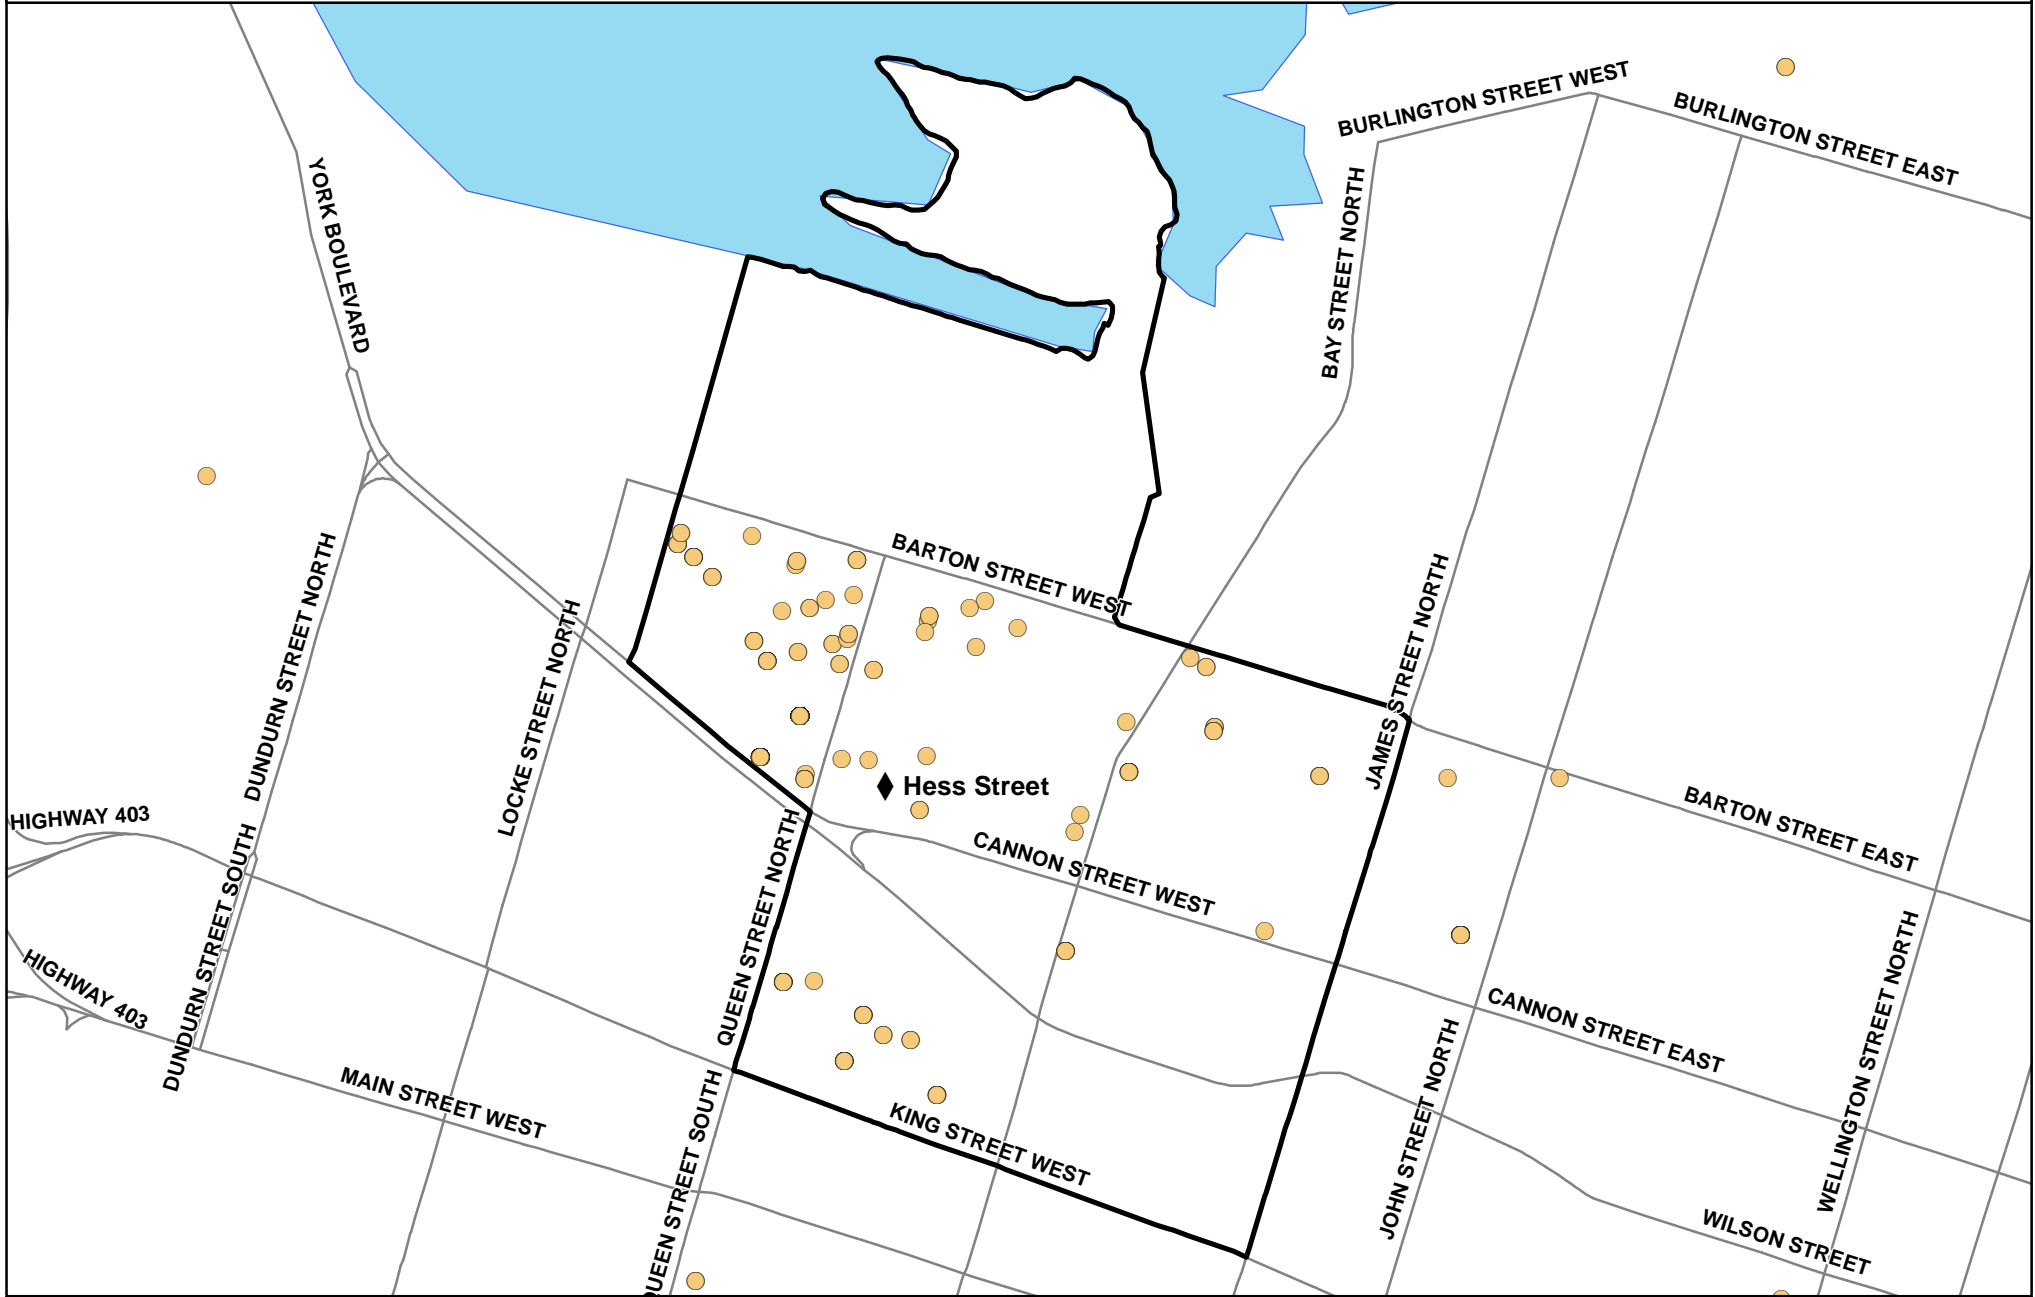 BURLINGTON STREET WEST
BURLINGTON STREET EAST
YORK BOULEVARD
BAY STREET NORTH
BARTON STREET WEST
DUNDURN STREET NORTH
LOCKE STREET NORTH
JAMES STREET NORTH
Hess Street
BARTON STREET EAST
HIGHWAY 403
CANNON STREET WEST
QUEEN STREET NORTH
DUNDURN STREET SOUTH
HIGHWAY 403
CANNON STREET EAST
WELLINGTON STREET NORTH
JOHN STREET NORTH
MAIN STREET WEST
KING STREET WEST
QUEEN STREET SOUTH
WILSON STREET